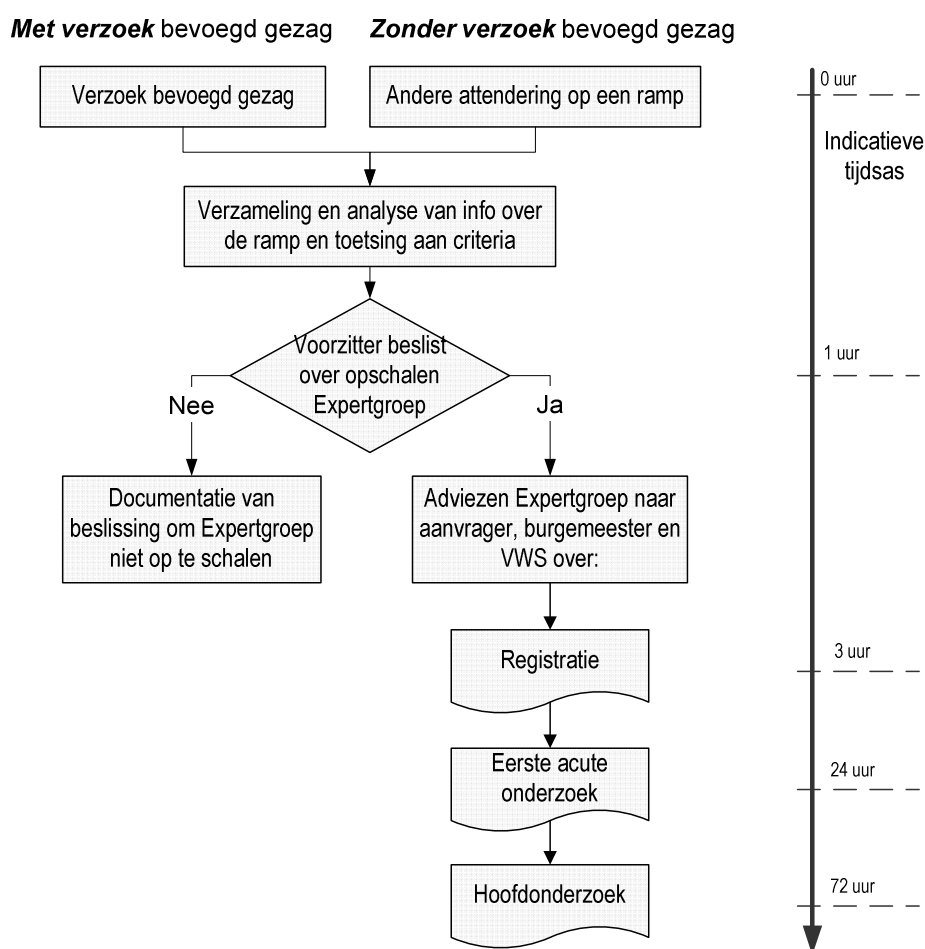 Met verzoek bevoegd gezag
Zonder verzoek bevoegd gezag
Verzoek bevoegd gezag
Andere attendering op een ramp
0 uur
Indicatieve
tijdsas
Verzameling en analyse van info over
de ramp en toetsing aan criteria
Voorzitter beslist
over opschalen
Expertgroep
1 uur
Nee
Ja
Documentatie van
beslissing om Expertgroep
niet op te schalen
Adviezen Expertgroep naar
aanvrager, burgemeester en
VWS over:
Registratie
3 uur
Eerste acute
onderzoek
24 uur
Hoofdonderzoek
72 uur